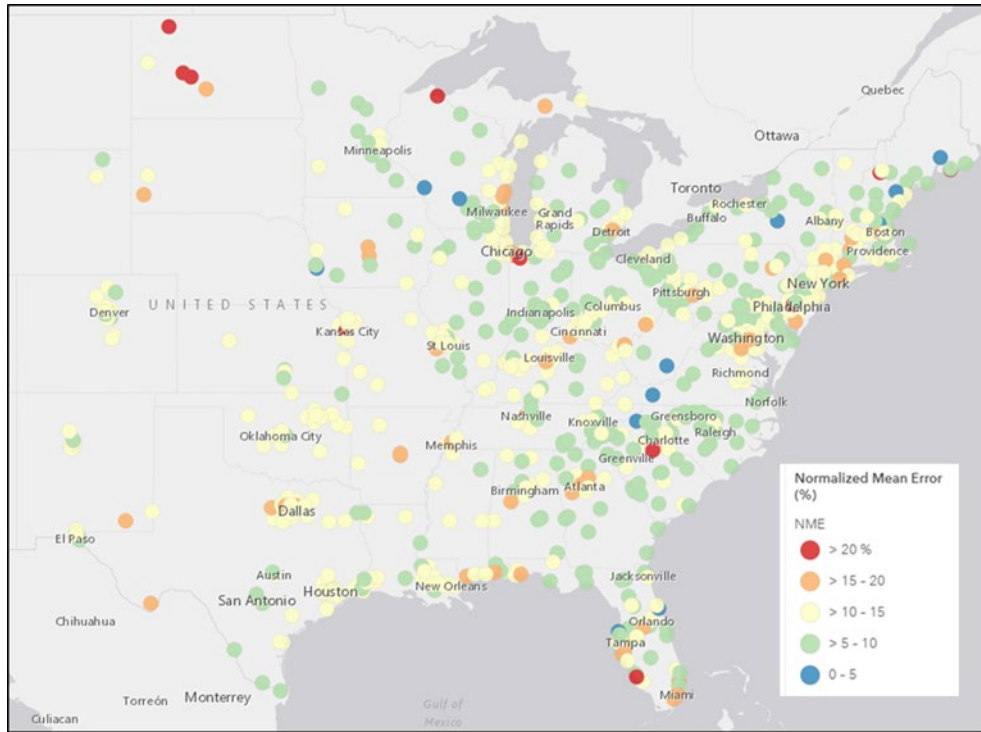 Quebec
Ottawa
Minneapolis
Toronto
Rochester
Milwaukee
Grand
Rapids
Buffalo
Albany
Detroit
Boston
Chicago
Cleveland
Providence
New York
Pittsburgh
Denver
UNITED STATES
Indianapolis
Columbus
Philadelphia
Kansas City
Cincinnati
St Louis
Washington
Louisville
Richmond
Norfolk
Nashville
Knoxville
Greensboro
Raleigh
Oklahoma City
Memphis
Charlotte
Greenville
Birmingham
Atlanta
Dallas
El Paso
Austin
Jacksonville
San Antonio
Houston
New Orleans
Chihuahua
Orlando
Tampa
Torreón
Monterrey
Miami
Culiacan
Gulf of
Mexico
Normalized Mean Error
(%)
NME
> 20 %
> 15 - 20
> 10 - 15
> 5 - 10
0 - 5